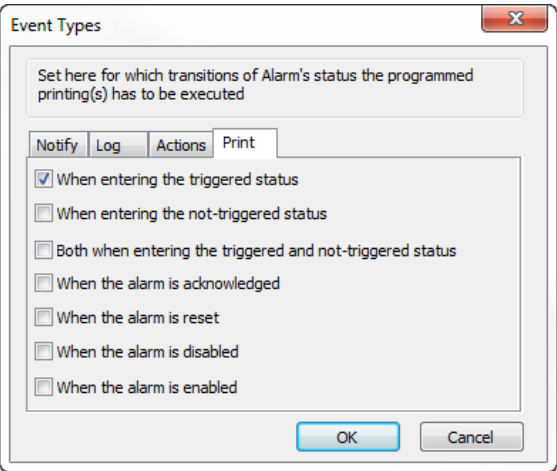 Event Types
Set here for which transitions of Alarm's status the programmed
printing(s) has to be executed
Notify Log Actions Print
When entering the triggered status
When entering the not-triggered status
Both when entering the triggered and not-triggered status
When the alarm is acknowledged
When the alarm is reset
When the alarm is disabled
When the alarm is enabled
OK Cancel